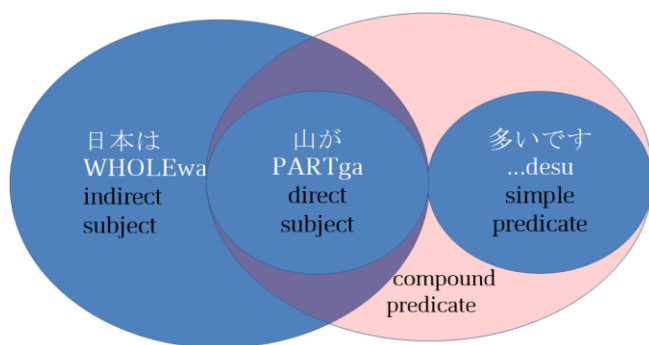 日本は
WHOLEwa
indirect
subject
山が
PARTga
direct
subject
多いです
...desu
simple
predicate
compound
predicate